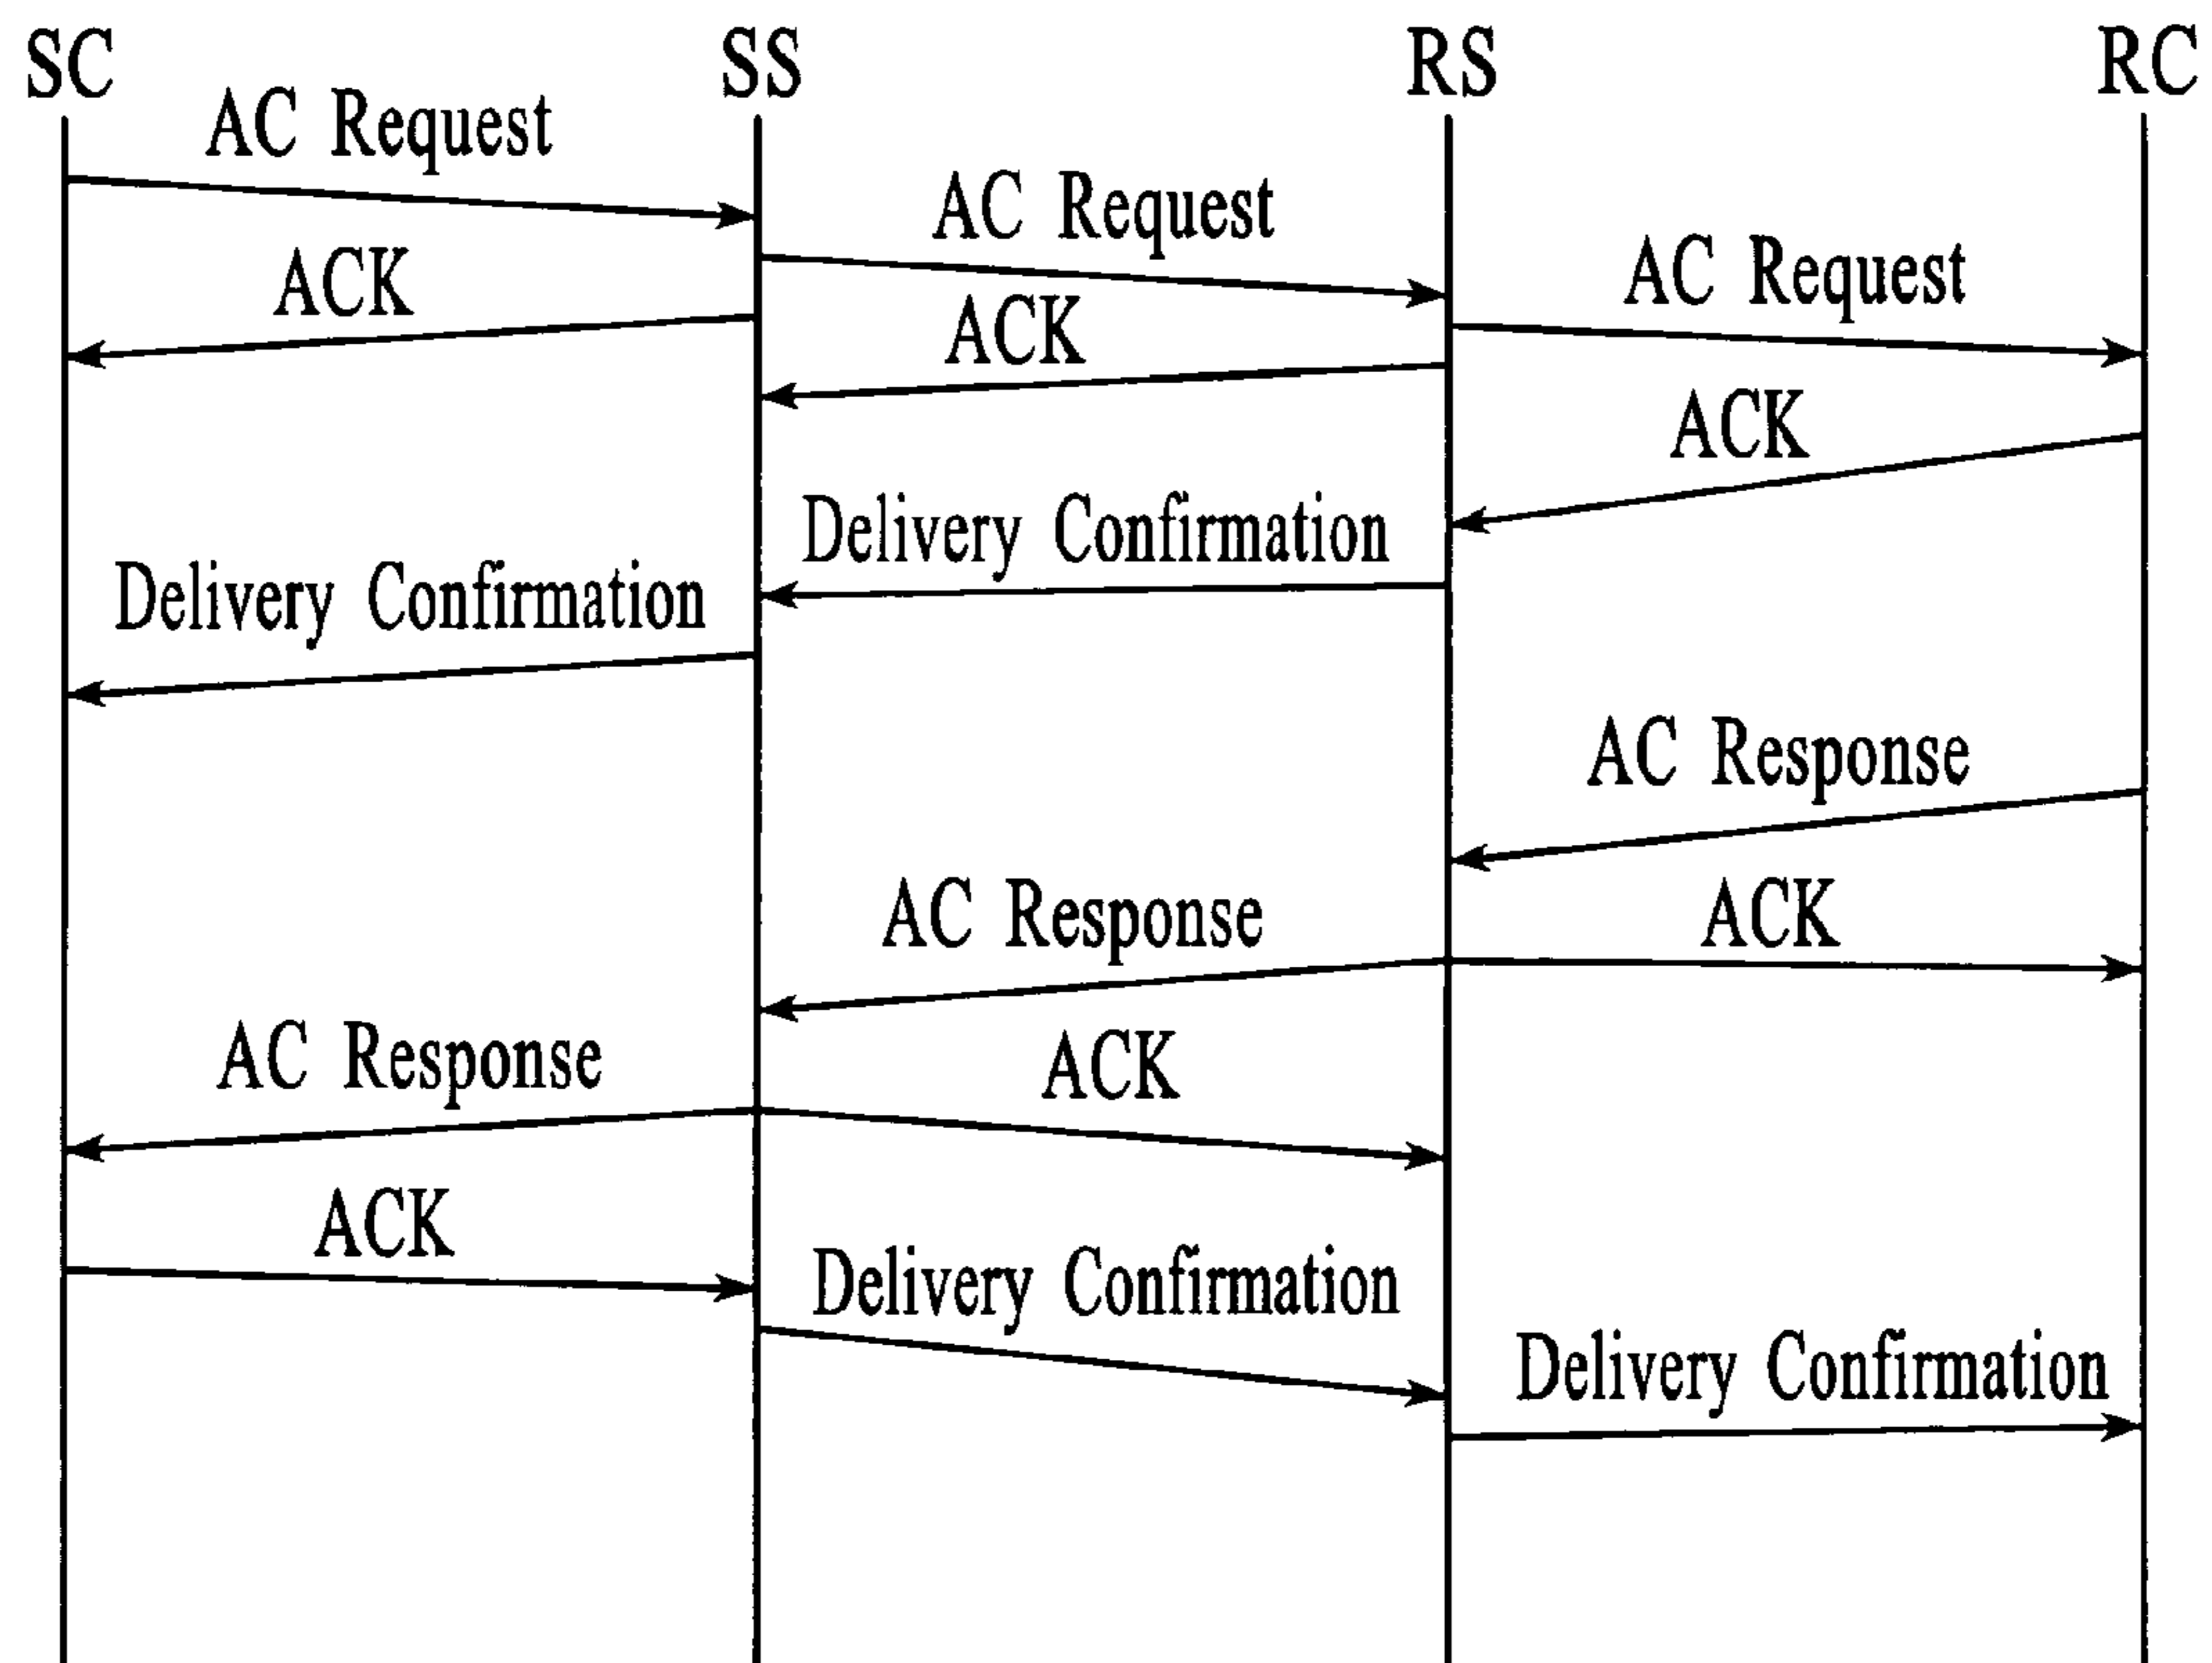 SC SS RS RC
AC Request
AC Request
AC Request
ACK
ACK
ACK
Delivery Confirmation
Delivery Confirmation
AC Response
AC Response
ACK
AC Response
ACK
ACK
Delivery Confirmation
Delivery Confirmation